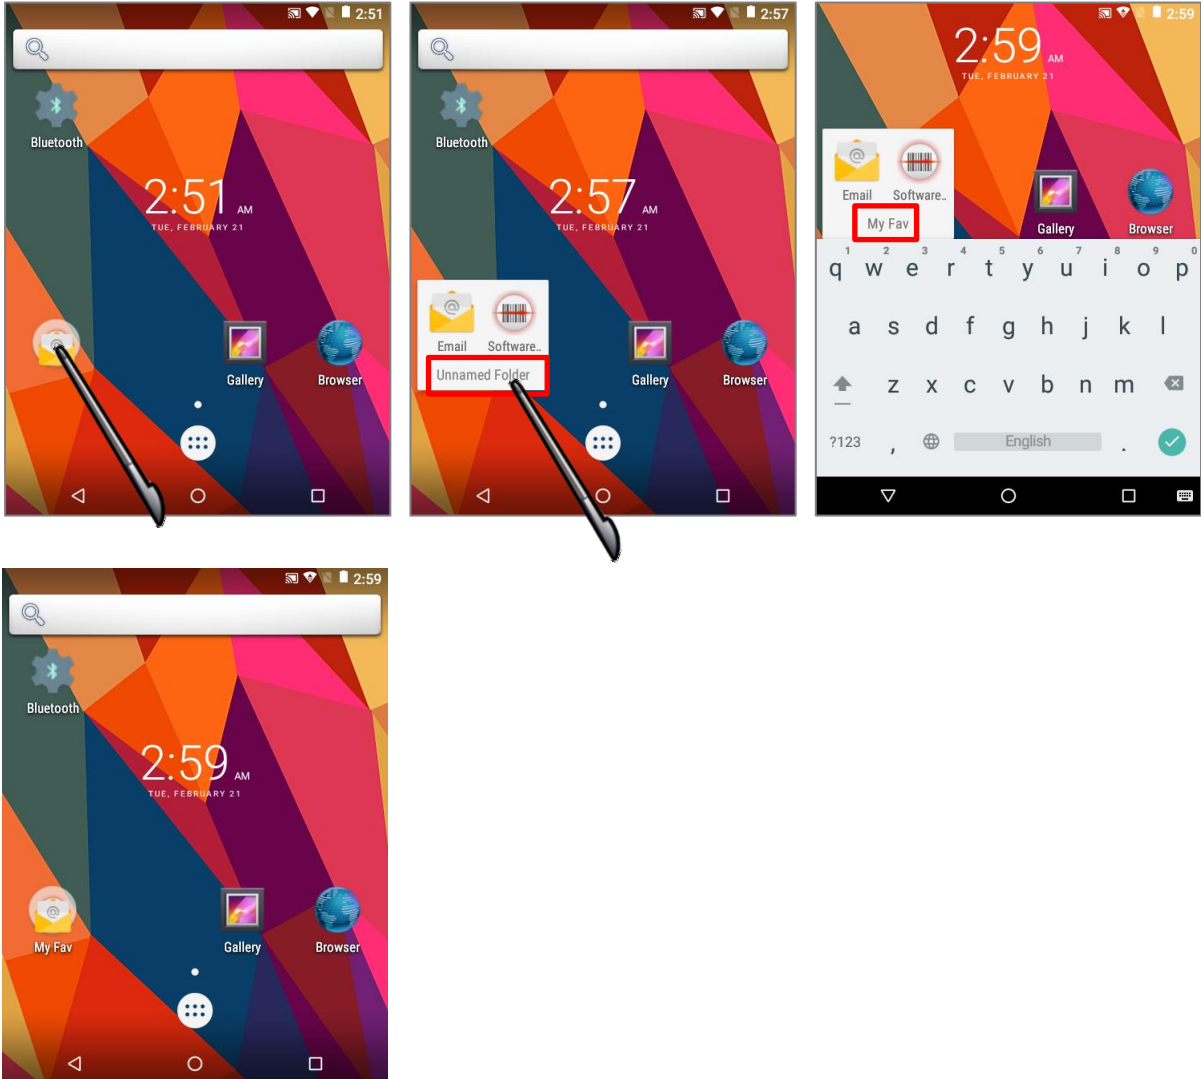 2:51
Bluetooth
2:51 AM
TUE, FEBRUARY 21
Gallery
Browser
2:57
Bluetooth
2:57 AM
TUE, FEBRUARY 21
Email
Software..
Unnamed Folder
Gallery
Browser
2:59
2:59 AM
TUE, FEBRUARY 21
Email
Software..
My Fav
Gallery
Browser
1 2 3 4 5 6 7 8 9 0
q w e r t y u i o p
a s d f g h j k l
z x c v b n m
?123 , English .
2:59
Bluetooth
2:59 AM
TUE, FEBRUARY 21
My Fav
Gallery
Browser